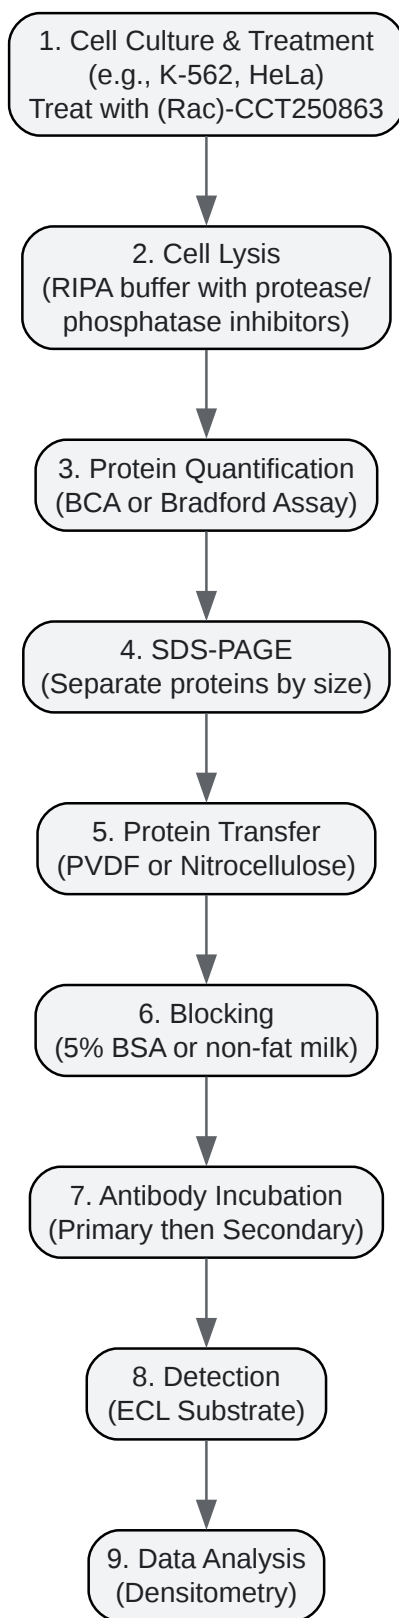 1. Cell Culture & Treatment
(e.g., K-562, HeLa)
Treat with (Rac)-CCT250863
2. Cell Lysis
(RIPA buffer with protease/
phosphatase inhibitors)
3. Protein Quantification
(BCA or Bradford Assay)
4. SDS-PAGE
(Separate proteins by size)
5. Protein Transfer
(PVDF or Nitrocellulose)
6. Blocking
(5% BSA or non-fat milk)
7. Antibody Incubation
(Primary then Secondary)
8. Detection
(ECL Substrate)
9. Data Analysis
(Densitometry)